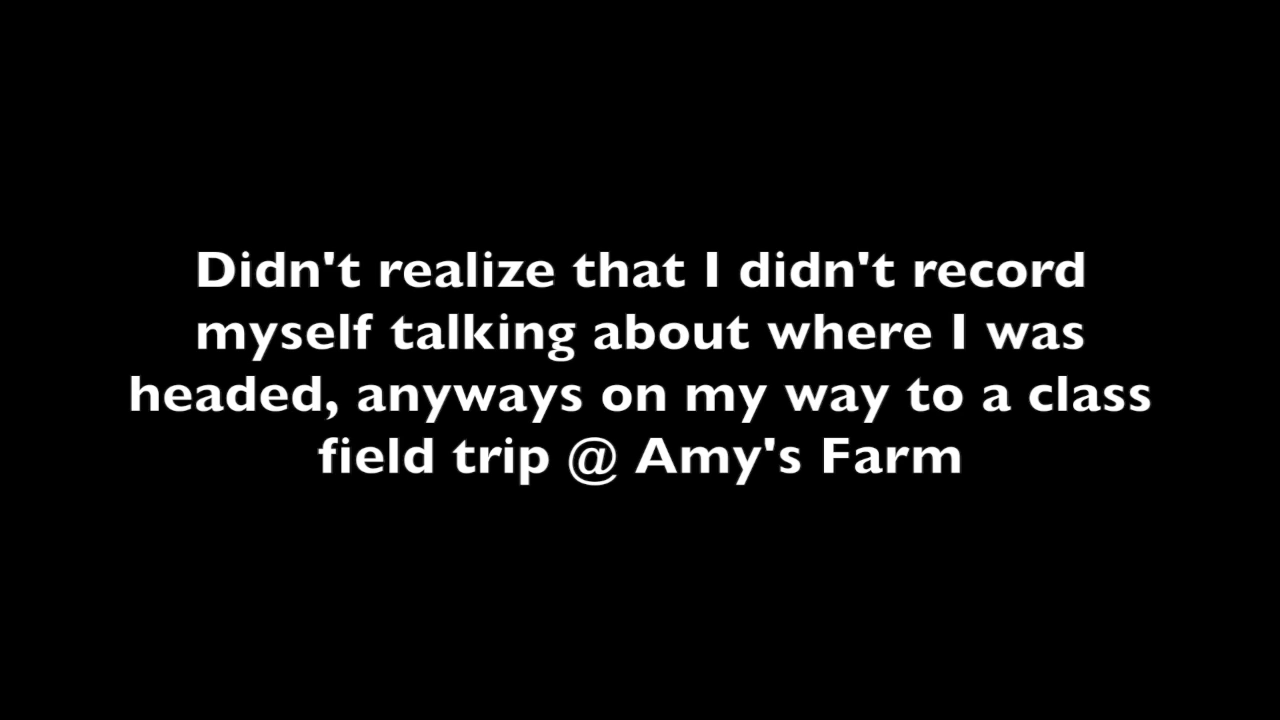 Didn't realize that I didn't record
myself talking about where I was
headed, anyways on my way to a class
field trip @ Amy's Farm